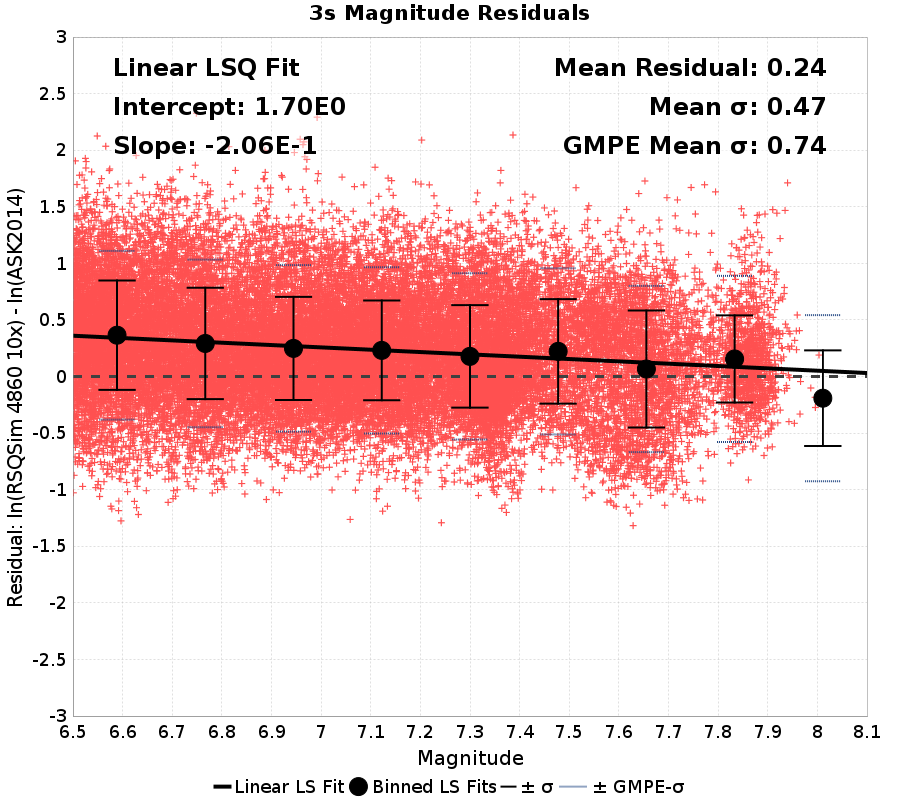 3s Magnitude Residuals
Linear LSQ Fit
Intercept: 1.70E0
Slope: -2.06E-1
Mean Residual: 0.24
Mean σ: 0.47
GMPE Mean σ: 0.74
Residual: ln(RSQSim 4860 10x) - ln(ASK2014)
3
2.5
2
1.5
1
0.5
0
-0.5
-1
-1.5
-2
-2.5
-3
6.5 6.6 6.7 6.8 6.9 7 7.1 7.2 7.3 7.4 7.5 7.6 7.7 7.8 7.9 8 8.1
Magnitude
Linear LS Fit Binned LS Fits ± σ ± GMPE-σ